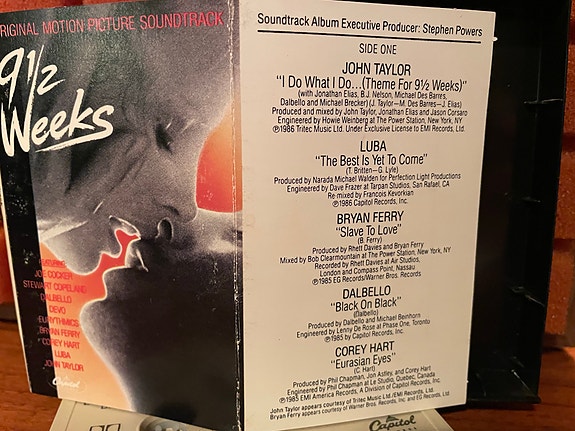 ORIGINAL MOTION PICTURE SOUNDTRACK
9 1/2
Weeks
FEATURING:
JOE COCKER
STEWART COPELAND
DALBELLO
DEVO
EURYTHMICS
BRYAN FERRY
COREY HART
LUBA
JOHN TAYLOR
Capitol
Soundtrack Album Executive Producer: Stephen Powers
SIDE ONE
JOHN TAYLOR
"I Do What I Do...(Theme For 9½ Weeks)"
(with Jonathan Elias, B.J. Nelson, Michael Des Barres,
Dalbello and Michael Brecker) (J. Taylor—M. Des Barres—J. Elias)
Produced and mixed by John Taylor, Jonathan Elias and Jason Corsaro
Engineered by Howie Weinberg at The Power Station, New York, NY
℗1986 Tritec Music Ltd. Under Exclusive License to EMI Records, Ltd.
LUBA
"The Best Is Yet To Come"
(T. Britten—G. Lyle)
Produced by Narada Michael Walden for Perfection Light Productions
Engineered by Dave Frazer at Tarpan Studios, San Rafael, CA
Re mixed by Francois Kevorkian
℗1986 Capitol Records, Inc.
BRYAN FERRY
"Slave To Love"
(B. Ferry)
Produced by Rhett Davies and Bryan Ferry
Mixed by Bob Clearmountain at The Power Station, New York, NY
Recorded by Rhett Davies at Air Studios,
London and Compass Point, Nassau
℗1985 EG Records/Warner Bros. Records
DALBELLO
"Black On Black"
(Dalbello)
Produced by Dalbello and Michael Beinhorn
Engineered by Lenny De Rose at Phase One, Toronto
℗1985 by Capitol Records, Inc.
COREY HART
"Eurasian Eyes"
(C. Hart)
Produced by Phil Chapman, Jon Astley, and Corey Hart
Engineered by Phil Chapman at Le Studio, Quebec, Canada
℗1985 EMI America Records, A Division of Capitol Records, Inc.
John Taylor appears courtesy of Tritec Music Ltd./EMI Records, Ltd.
Bryan Ferry appears courtesy of Warner Bros. Records, Inc. and EG Records, Ltd.
Capitol